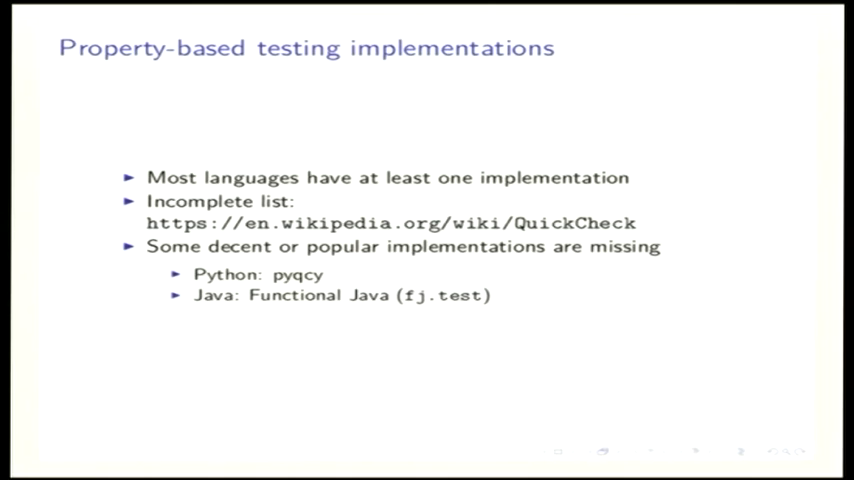 Property-based testing implementations
Most languages have at least one implementation
Incomplete list:
https://en.wikipedia.org/wiki/QuickCheck
Some decent or popular implementations are missing
Python: pyqcy
Java: Functional Java (fj.test)